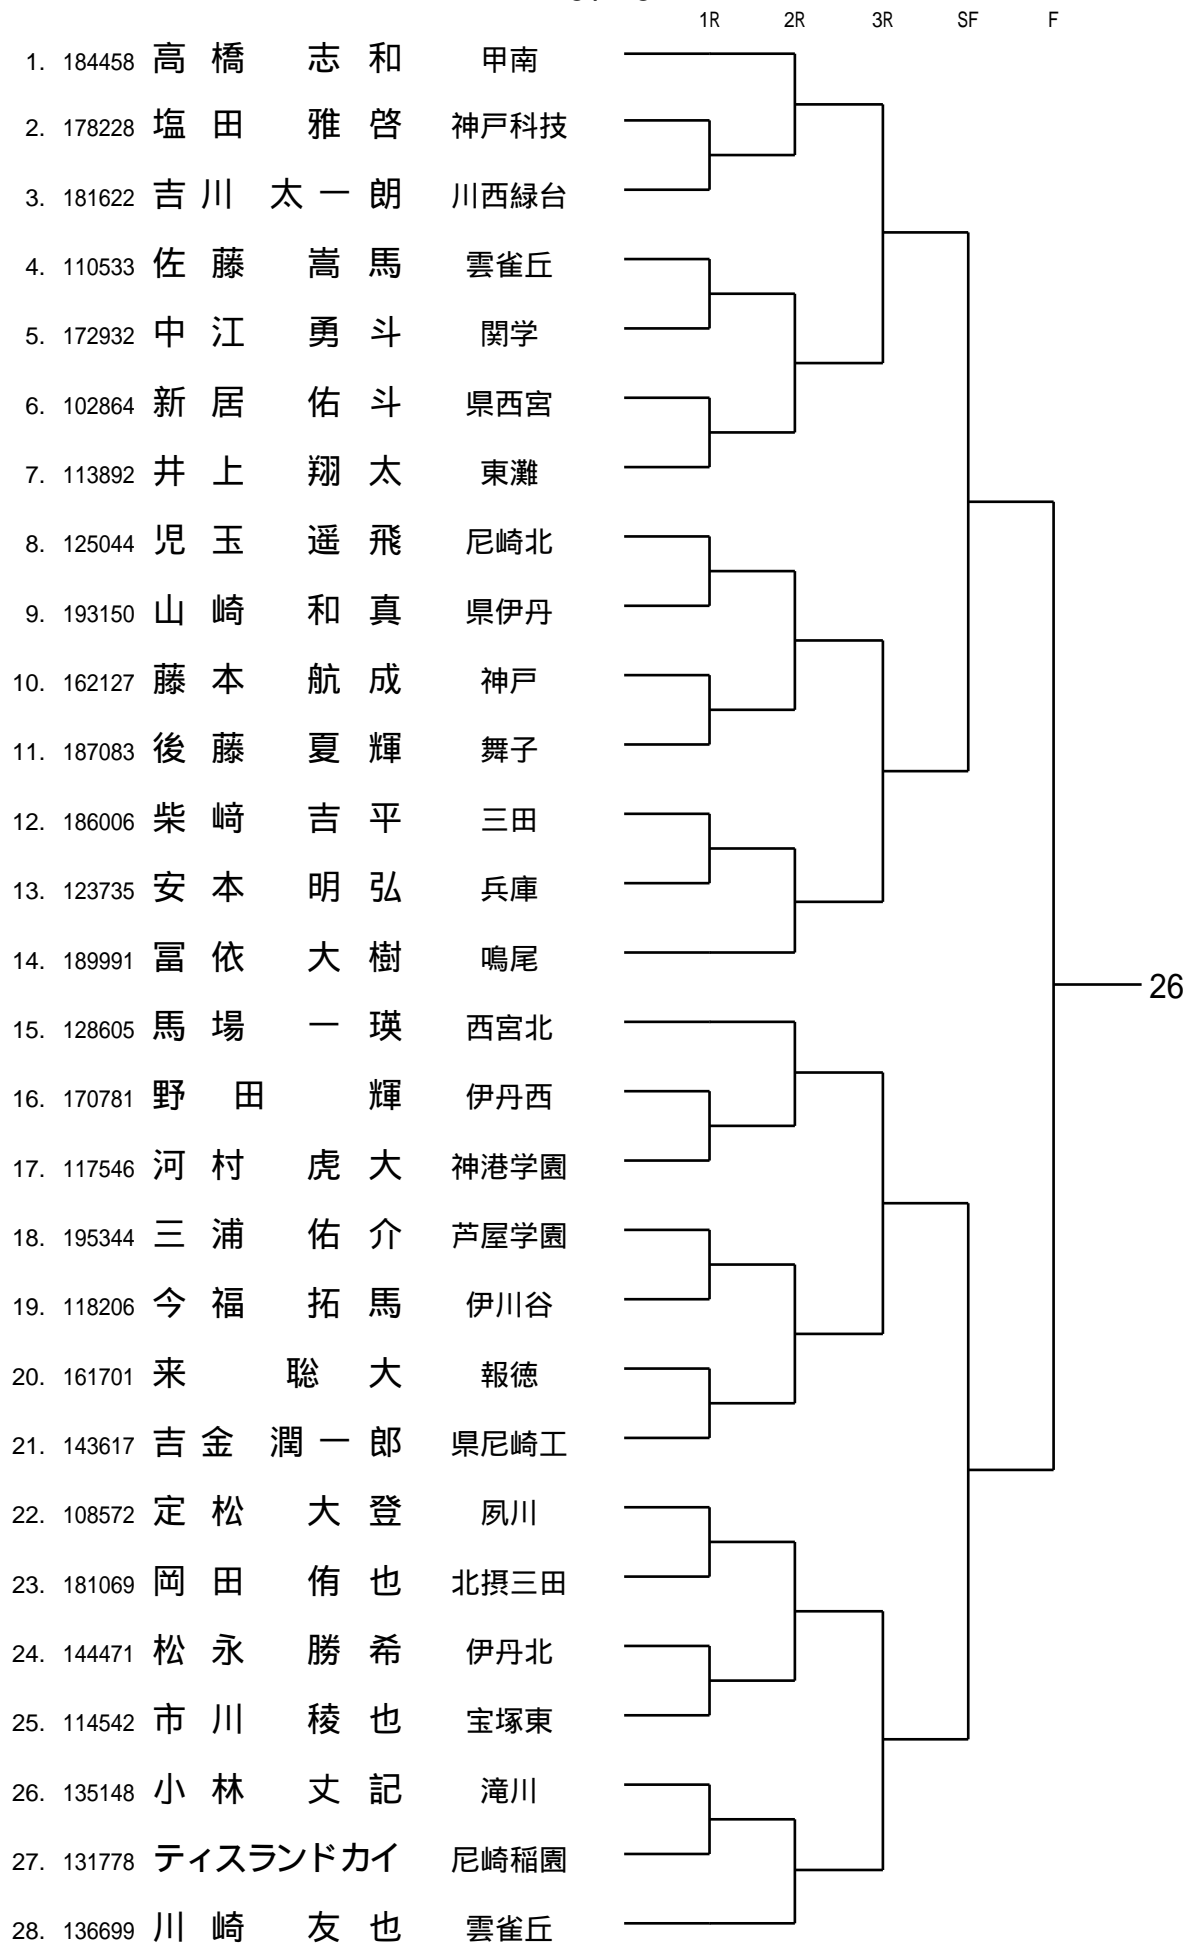 1R 2R 3R SF F
1. 184458 高橋 志和 甲南
2. 178228 塩田 雅啓 神戸科技
3. 181622 吉川 太一朗 川西緑台
4. 110533 佐藤 嵩馬 雲雀丘
5. 172932 中江 勇斗 関学
6. 102864 新居 佑斗 県西宮
7. 113892 井上 翔太 東灘
8. 125044 児玉 遥飛 尼崎北
9. 193150 山崎 和真 県伊丹
10. 162127 藤本 航成 神戸
11. 187083 後藤 夏輝 舞子
12. 186006 柴﨑 吉平 三田
13. 123735 安本 明弘 兵庫
14. 189991 冨依 大樹 鳴尾
26
15. 128605 馬場 一瑛 西宮北
16. 170781 野田 輝 伊丹西
17. 117546 河村 虎大 神港学園
18. 195344 三浦 佑介 芦屋学園
19. 118206 今福 拓馬 伊川谷
20. 161701 来 聡大 報徳
21. 143617 吉金 潤一郎 県尼崎工
22. 108572 定松 大登 夙川
23. 181069 岡田 侑也 北摂三田
24. 144471 松永 勝希 伊丹北
25. 114542 市川 稜也 宝塚東
26. 135148 小林 丈記 滝川
27. 131778 ティスランドカイ 尼崎稲園
28. 136699 川崎 友也 雲雀丘